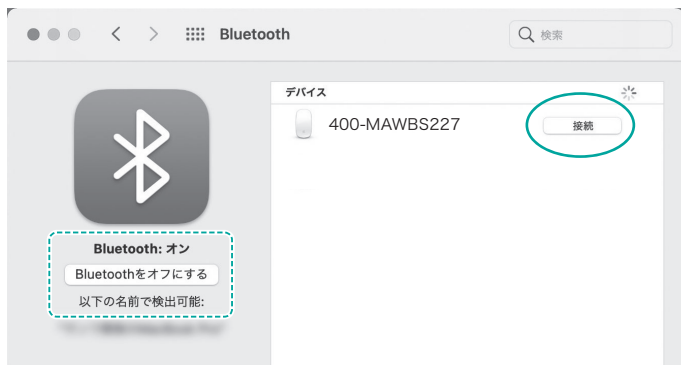 Bluetooth
検索
デバイス
400-MAWBS227
接続
Bluetooth: オン
Bluetoothをオフにする
以下の名前で検出可能: